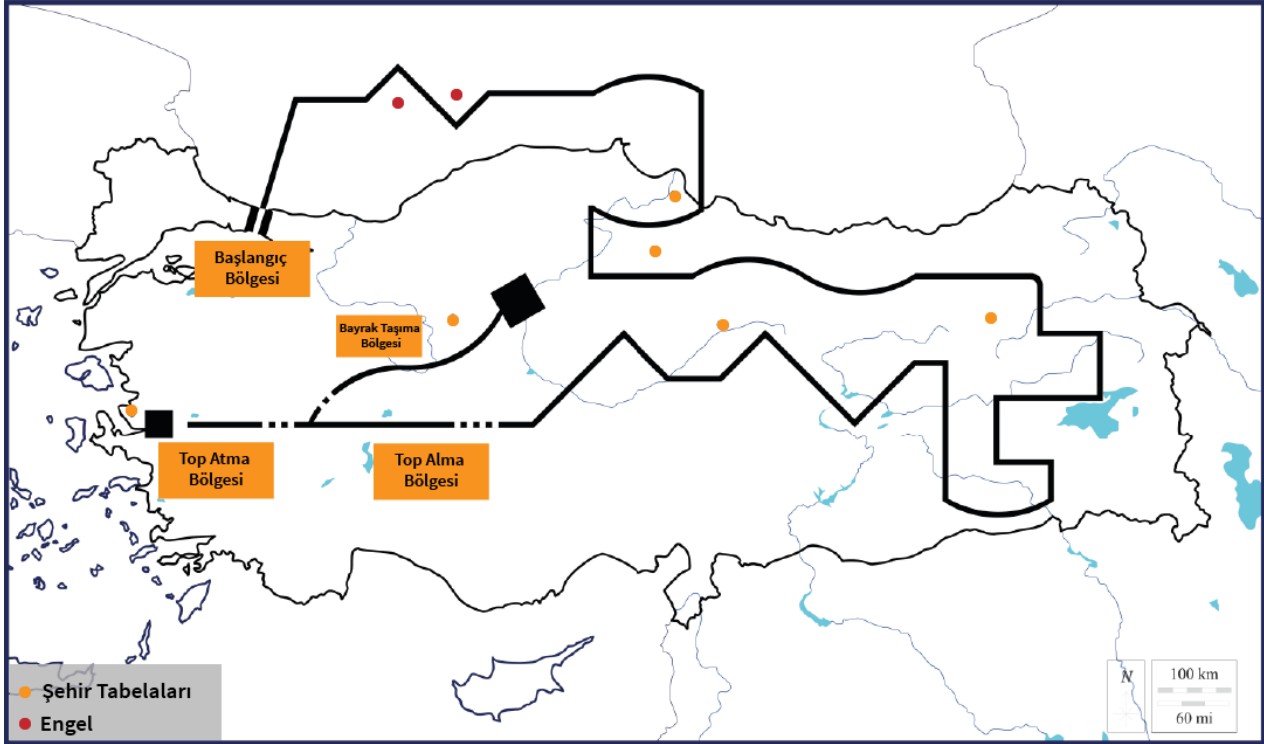 Başlangıç
Bölgesi
Bayrak Taşıma
Bölgesi
Top Atma
Bölgesi
Top Alma
Bölgesi
Şehir Tabelaları
Engel
N
100 km
60 mi